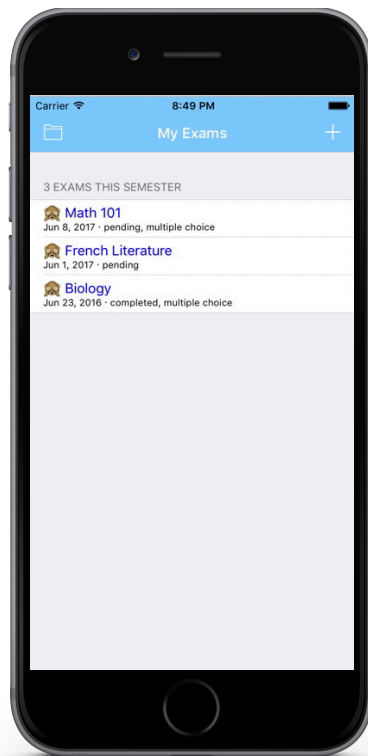 Carrier
8:49 PM
My Exams
3 EXAMS THIS SEMESTER
Math 101
Jun 8, 2017 · pending, multiple choice
French Literature
Jun 1, 2017 · pending
Biology
Jun 23, 2016 · completed, multiple choice